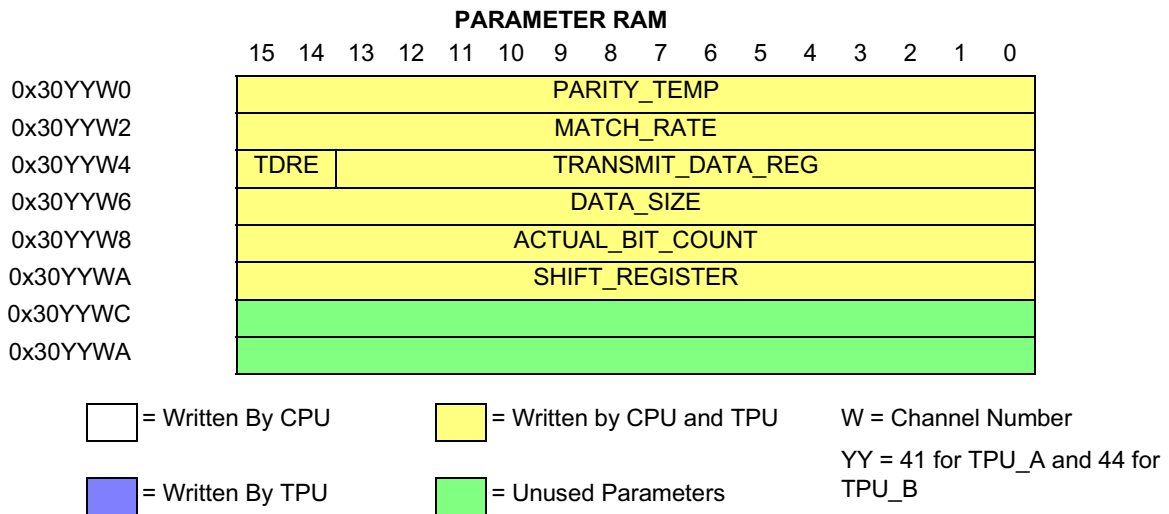 PARAMETER RAM
15 14 13 12 11 10 9 8 7 6 5 4 3 2 1 0
0x30YYW0 PARITY_TEMP
0x30YYW2 MATCH_RATE
0x30YYW4 TDRE TRANSMIT_DATA_REG
0x30YYW6 DATA_SIZE
0x30YYW8 ACTUAL_BIT_COUNT
0x30YYWA SHIFT_REGISTER
0x30YYWC
0x30YYWA
= Written By CPU = Written by CPU and TPU W = Channel Number
YY = 41 for TPU_A and 44 for
= Written By TPU = Unused Parameters TPU_B